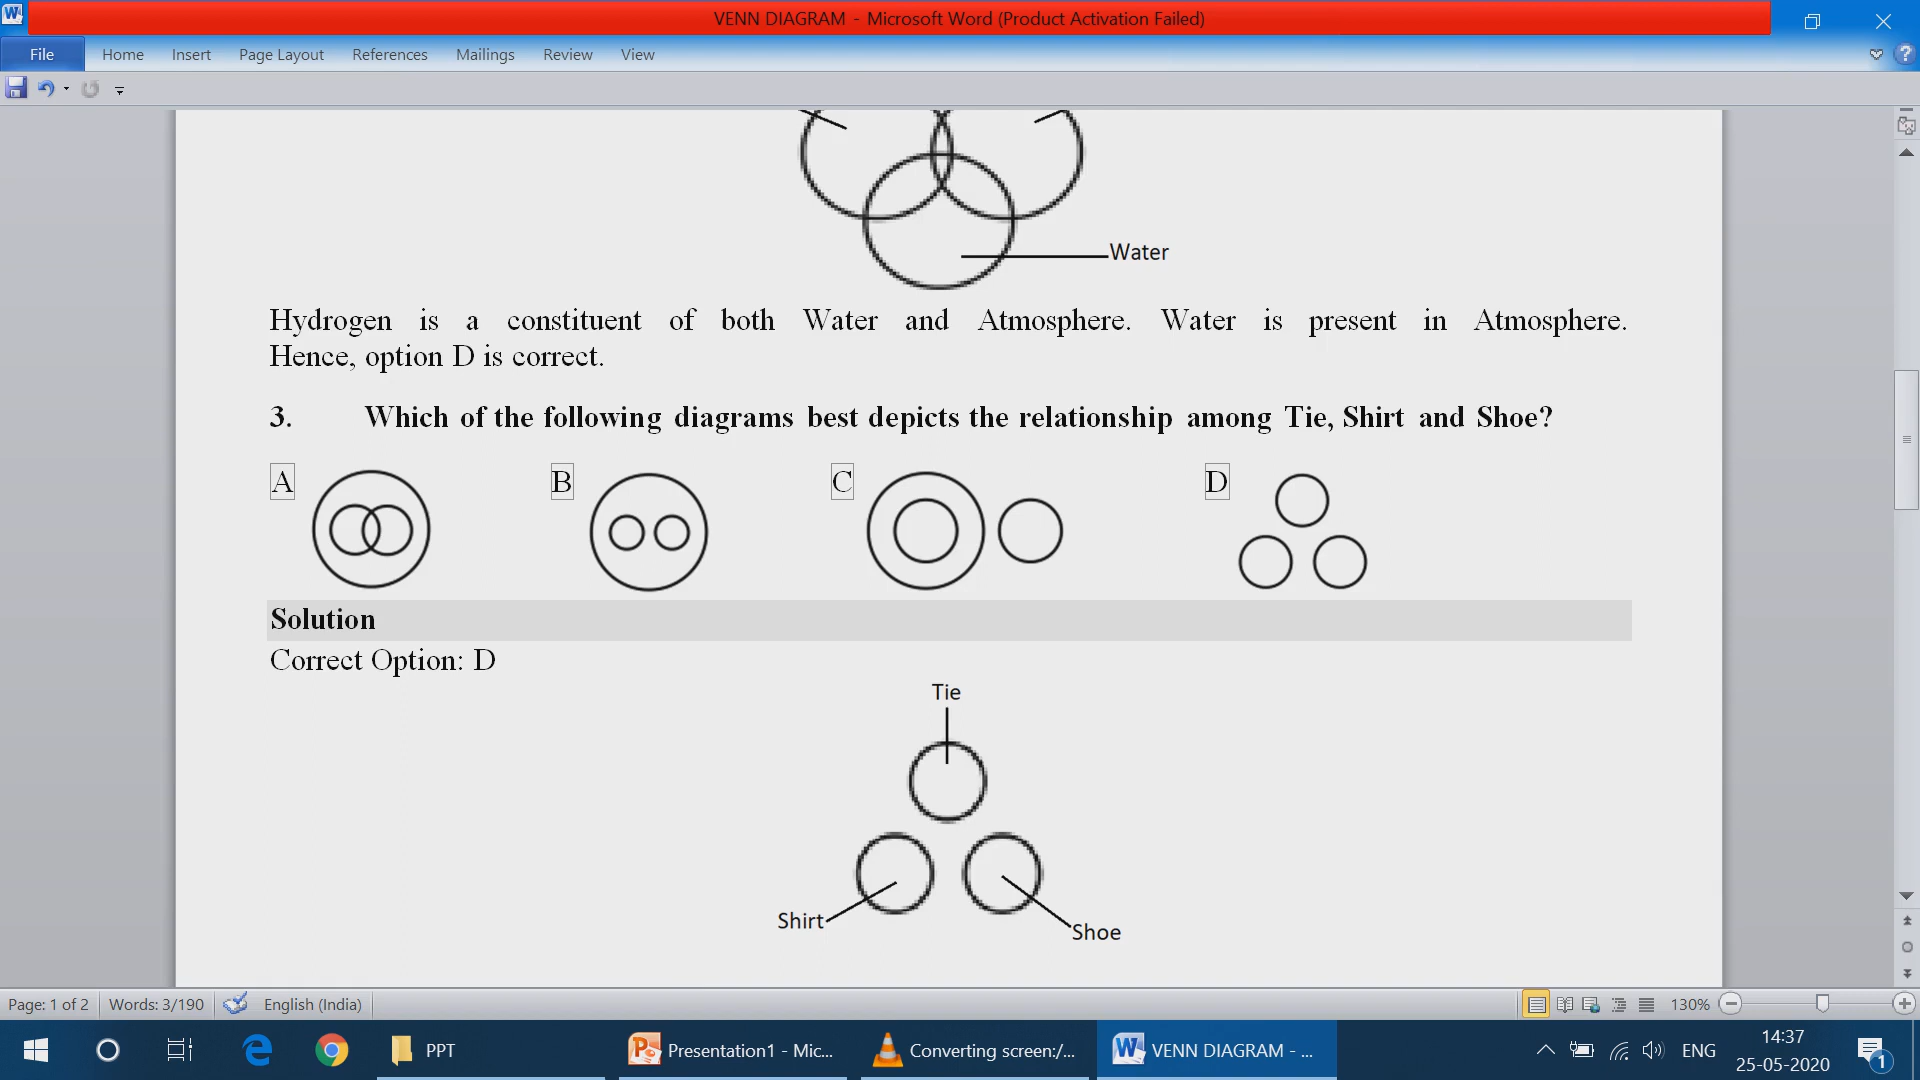 VENN DIAGRAM - Microsoft Word (Product Activation Failed)
File Home Insert Page Layout References Mailings Review View
Water
Hydrogen is a constituent of both Water and Atmosphere. Water is present in Atmosphere.
Hence, option D is correct.
3. Which of the following diagrams best depicts the relationship among Tie, Shirt and Shoe?
A B C D
Solution
Correct Option: D
Tie
Shirt
Shoe
Page: 1 of 2 Words: 3/190 English (India) 130%
PPT Presentation1 - Mic... Converting screen:/... VENN DIAGRAM - ... ENG 14:37
25-05-2020 1